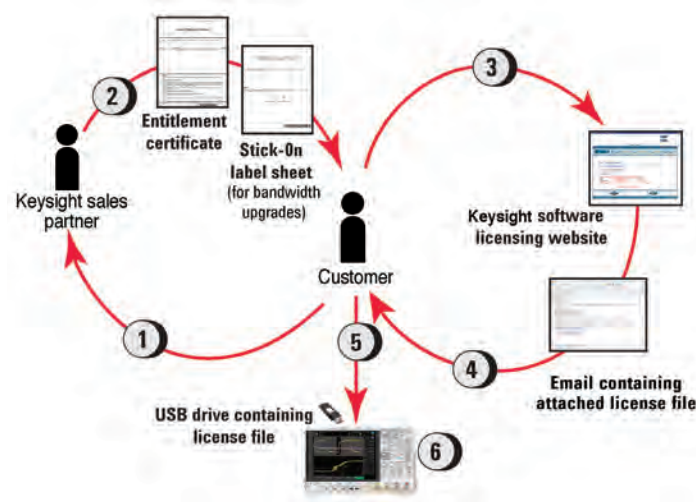 2
3
Entitlement
certificate
Stick-On
label sheet
(for bandwidth
upgrades)
Keysight sales
partner
Keysight software
licensing website
Customer
1
5
4
Email containing
attached license file
USB drive containing
license file
6